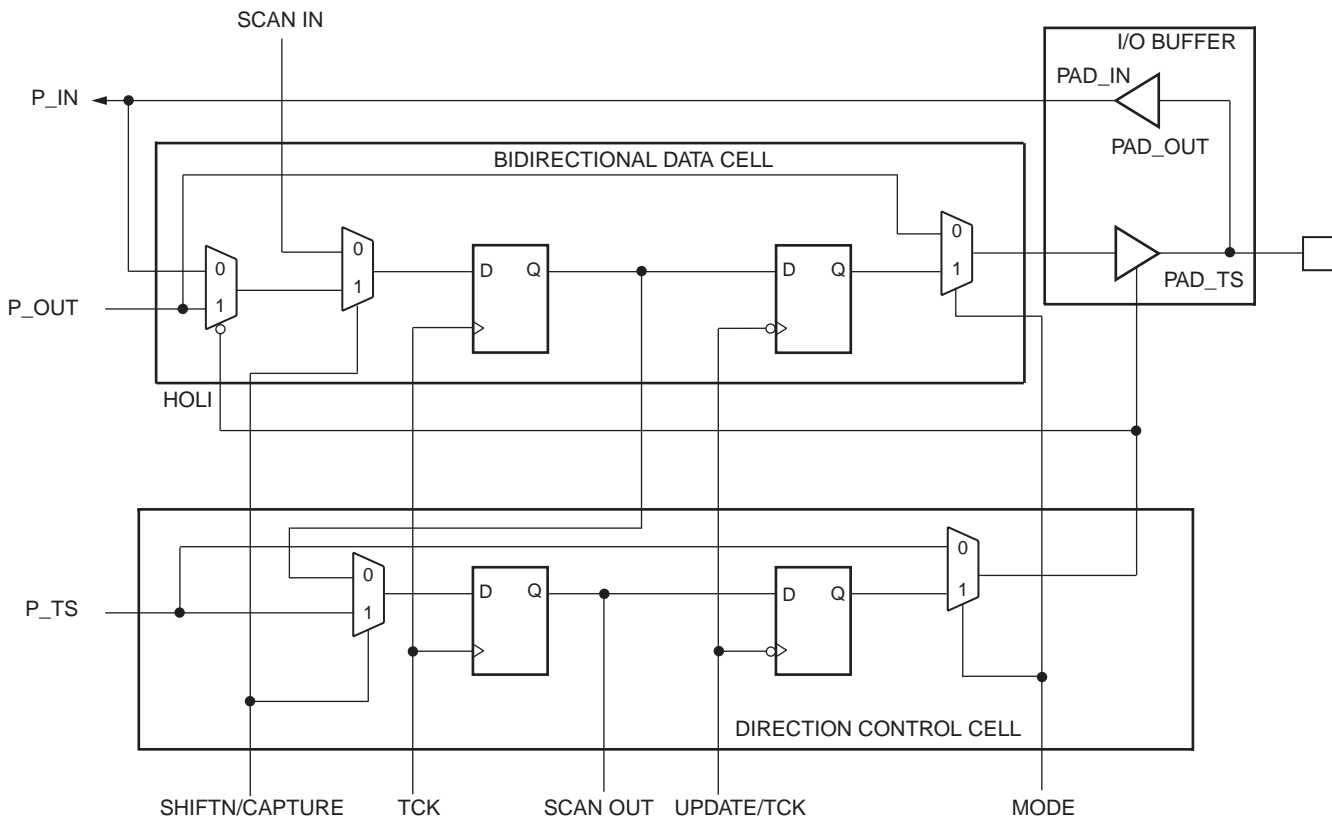 SCAN IN
I/O BUFFER
PAD_IN
P_IN
PAD_OUT
BIDIRECTIONAL DATA CELL
0
0
D Q
D Q
0
1
1
1
P_OUT
PAD_TS
HOLI
0
0
D Q
D Q
1
1
P_TS
DIRECTION CONTROL CELL
SHIFTN/CAPTURE TCK SCAN OUT UPDATE/TCK MODE